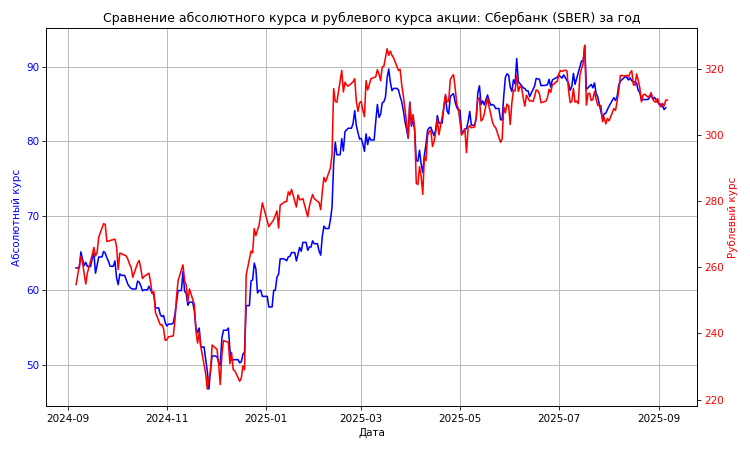 Сравнение абсолютного курса и рублевого курса акции: Сбербанк (SBER) за год
Абсолютный курс
90
80
70
60
50
320
300
280
260
240
220
Рублевый курс
2024-09 2024-11 2025-01 2025-03 2025-05 2025-07 2025-09
Дата